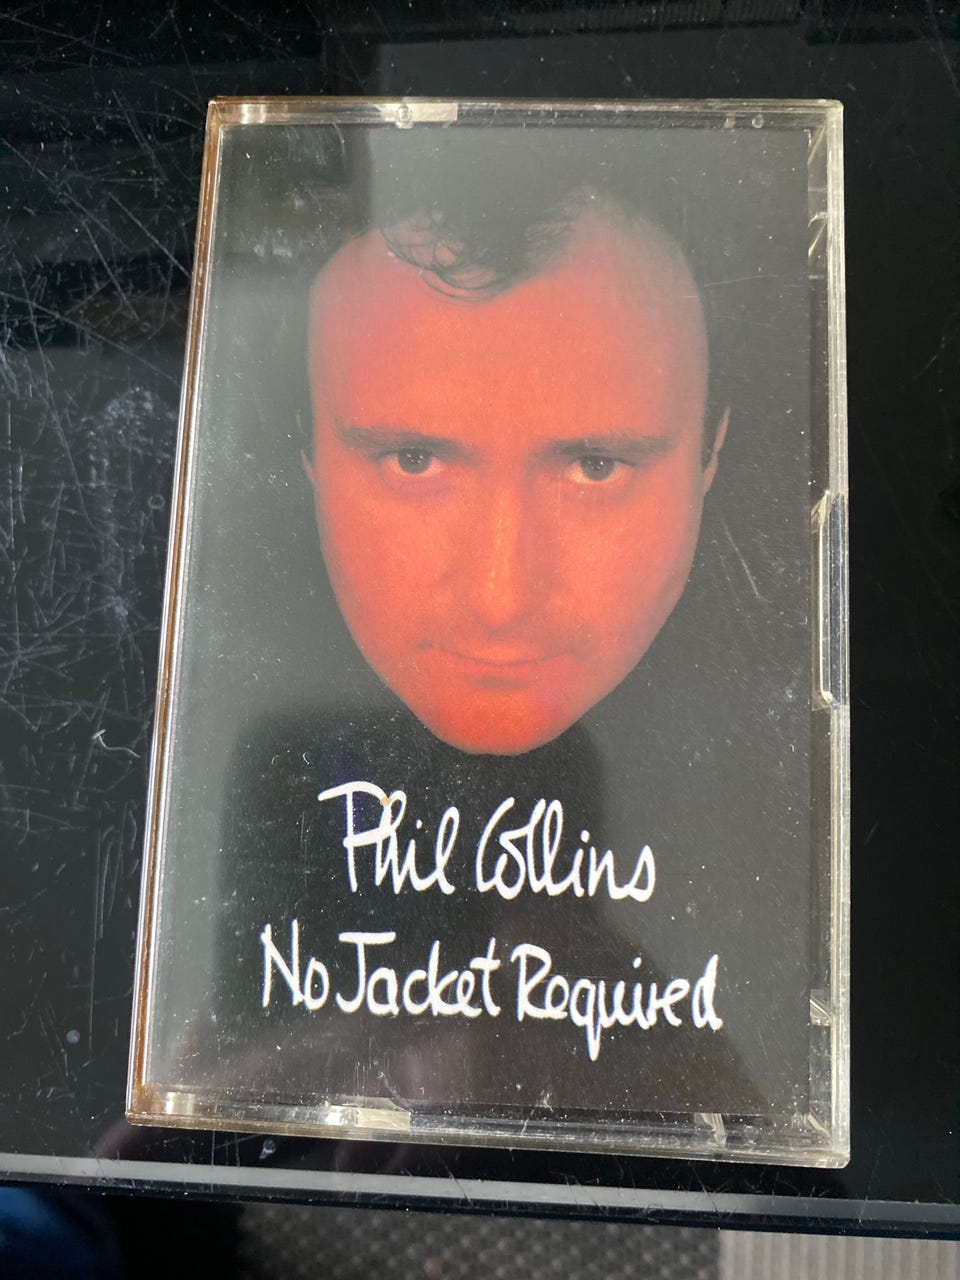 Phil Collins
No Jacket Required